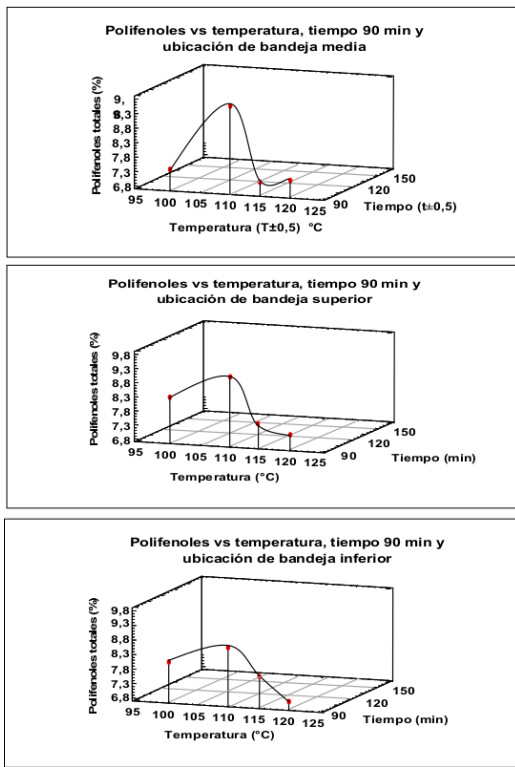 Polifenoles vs temperatura, tiempo 90 min y
ubicación de bandeja media
Polifenoles totales (%)
9,
9,
8,3
8,8
8,3
7,8
7,3
6,8
95 100 105 110 115 120 125
90 120 150
Temperatura (T±0,5) °C
Tiempo (t±0,5)
Polifenoles vs temperatura, tiempo 90 min y
ubicación de bandeja superior
Polifenoles totales (%)
9,8
9,3
8,8
8,3
7,8
7,3
6,8
95 100 105 110 115 120 125
90 120 150
Temperatura (°C)
Tiempo (min)
Polifenoles vs temperatura, tiempo 90 min y
ubicación de bandeja inferior
Polifenoles totales (%)
9,8
9,3
8,8
8,3
7,8
7,3
6,8
95 100 105 110 115 120 125
90 120 150
Temperatura (°C)
Tiempo (min)